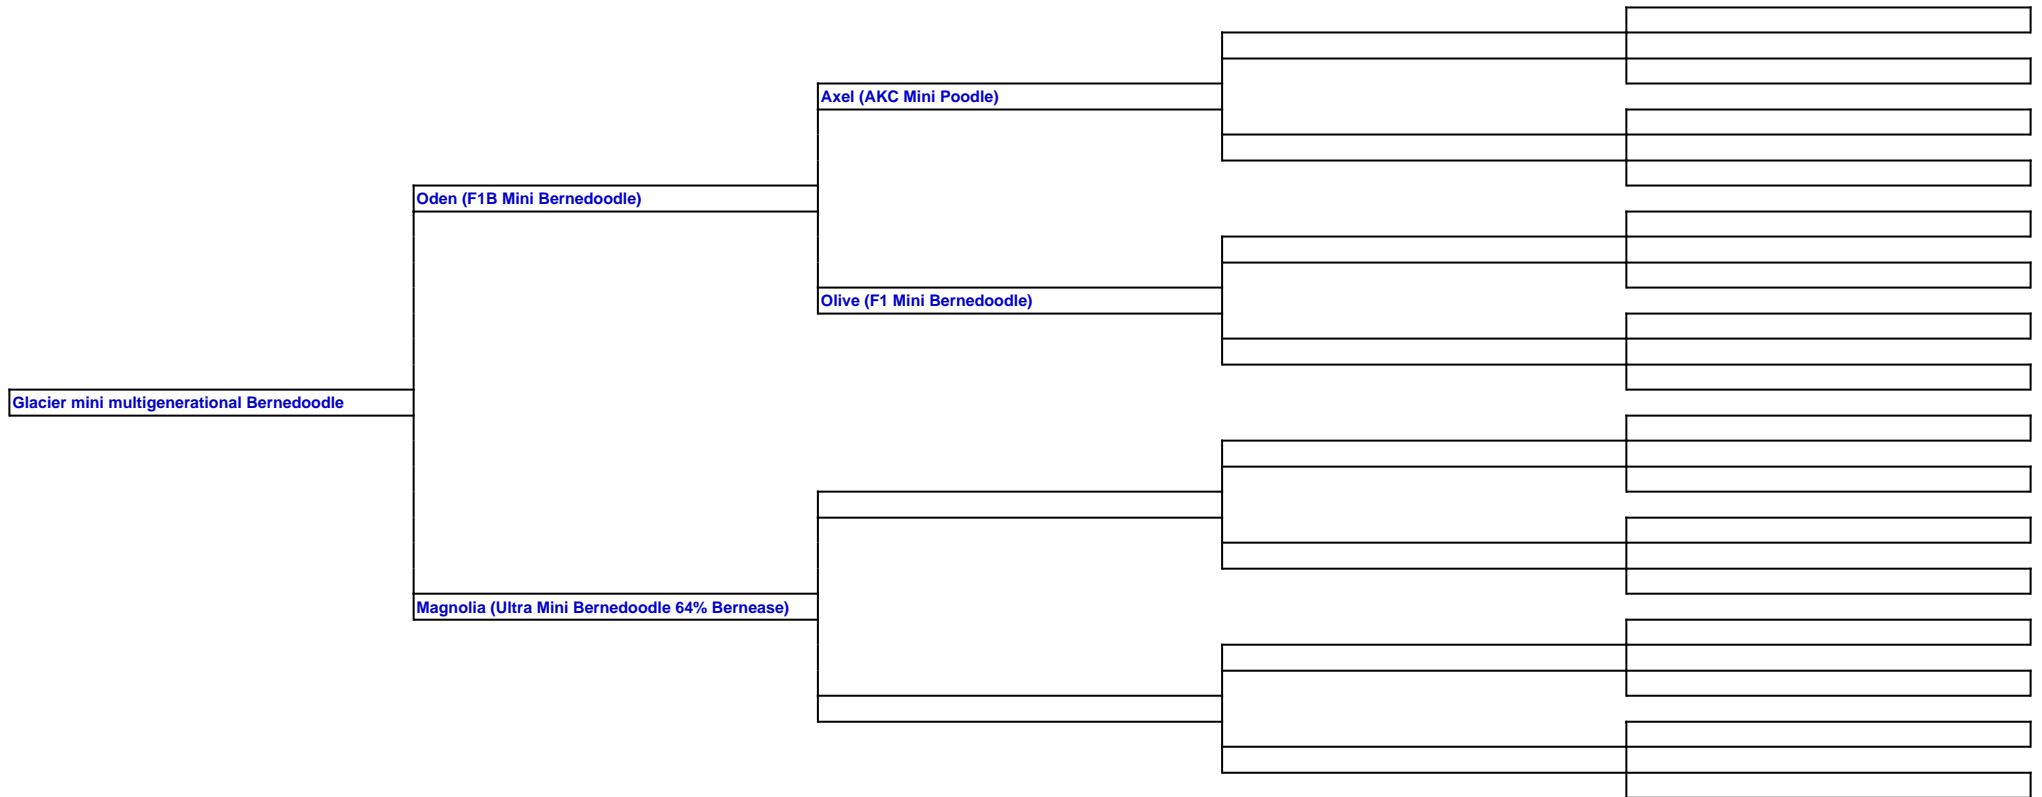 Axel (AKC Mini Poodle)
Oden (F1B Mini Bernedoodle)
Olive (F1 Mini Bernedoodle)
Glacier mini multigenerational Bernedoodle
Magnolia (Ultra Mini Bernedoodle 64% Bernease)